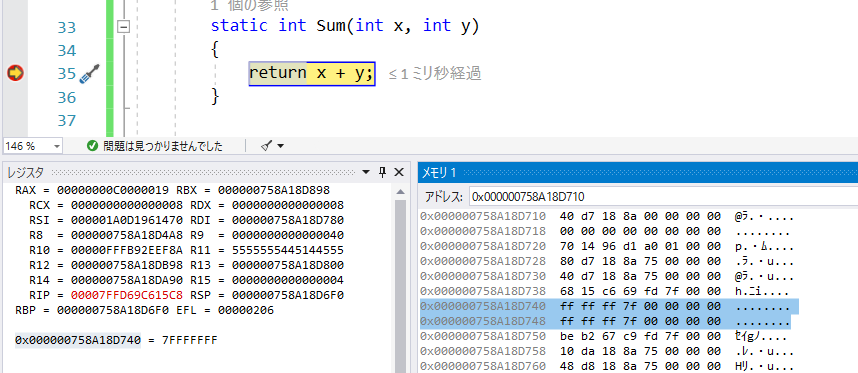 1 個の参照
33 static int Sum(int x, int y)
34 {
35 return x + y; ≤ 1 ミリ秒経過
36 }
37
146 % 問題は見つかりませんでした
レジスタ
RAX = 00000000C0000019 RBX = 000000758A18D898
RCX = 0000000000000008 RDX = 0000000000000008
RSI = 000001A0D1961470 RDI = 000000758A18D780
R8 = 000000758A18D4A8 R9 = 0000000000000040
R10 = 00000FFFB92EEF8A R11 = 5555555445144555
R12 = 000000758A18DB98 R13 = 000000758A18D800
R14 = 000000758A18DA90 R15 = 0000000000000004
RIP = 00007FFD69C615C8 RSP = 000000758A18D6F0
RBP = 000000758A18D6F0 EFL = 00000206
0x000000758A18D740 = 7FFFFFFF
メモリ 1
アドレス: 0x000000758A18D710
0x000000758A18D710 40 d7 18 8a 00 00 00 00 @ラ.・....
0x000000758A18D718 00 00 00 00 00 00 00 00 ........
0x000000758A18D720 70 14 96 d1 a0 01 00 00 p.・ム....
0x000000758A18D728 80 d7 18 8a 75 00 00 00 .ラ.・u...
0x000000758A18D730 40 d7 18 8a 75 00 00 00 @ラ.・u...
0x000000758A18D738 68 15 c6 69 fd 7f 00 00 h.ニi....
0x000000758A18D740 ff ff ff 7f 00 00 00 00 ........
0x000000758A18D748 ff ff ff 7f 00 00 00 00 ........
0x000000758A18D750 be b2 67 c9 fd 7f 00 00 セイgノ....
0x000000758A18D758 10 da 18 8a 75 00 00 00 .レ.・u...
0x000000758A18D760 48 d8 18 8a 75 00 00 00 Hリ.・u...